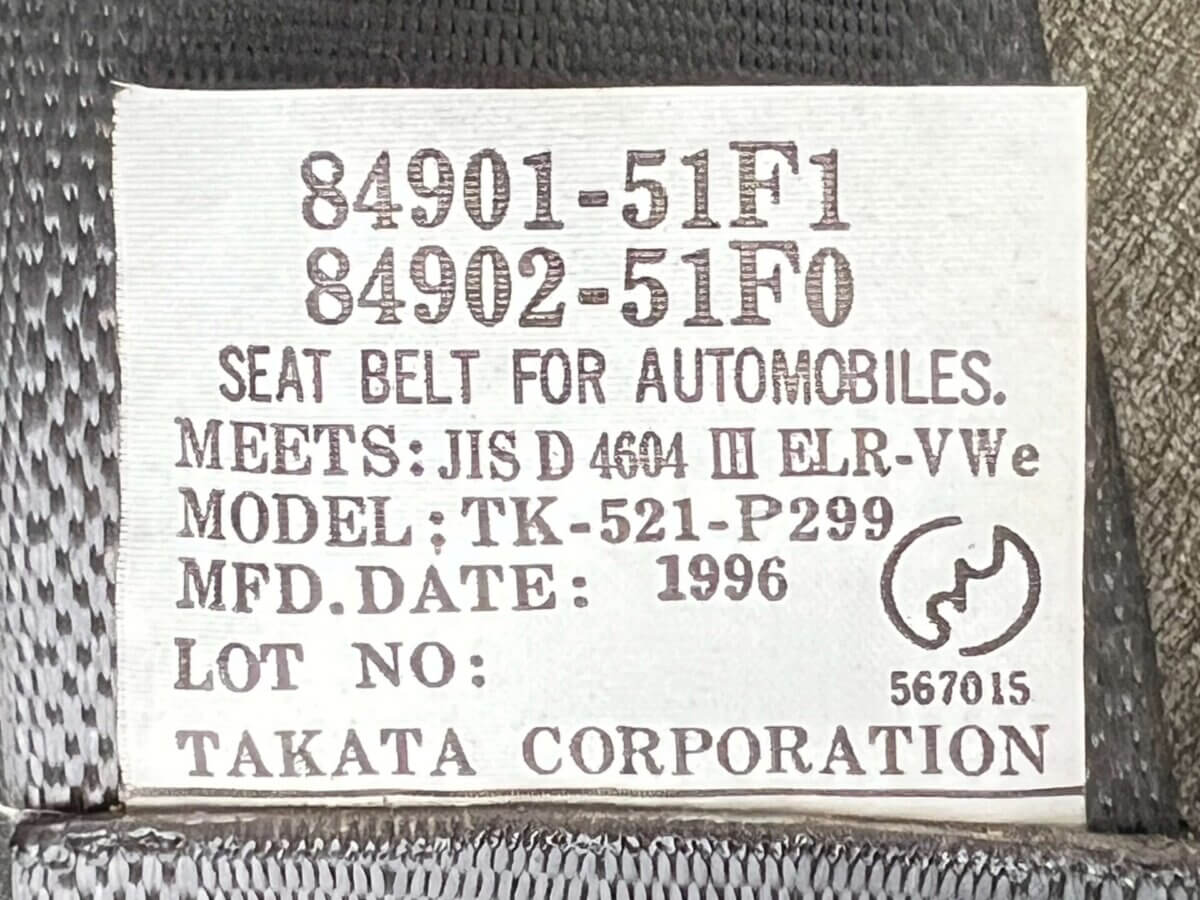 84901-51F1
84902-51F0
SEAT BELT FOR AUTOMOBILES.
MEETS: JIS D 4604 III ELR-VWe
MODEL: TK-521-P299
MFD.DATE: 1996
LOT NO:
567015
TAKATA CORPORATION